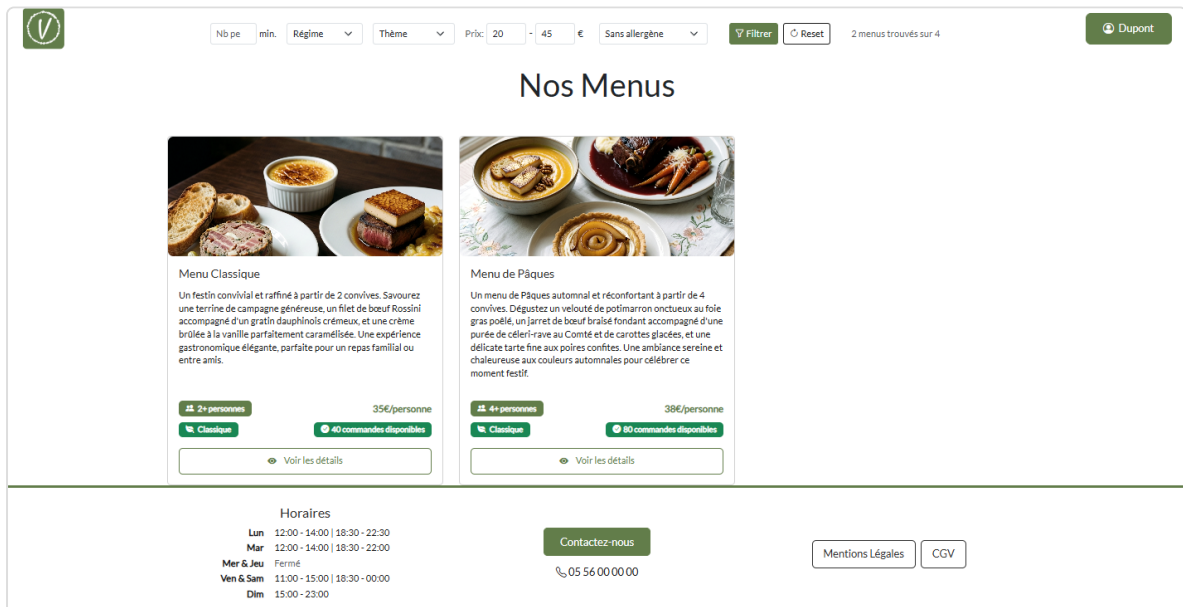 V
Nb pe min. Régime Thème Prix: 20 - 45 € Sans allergène Filtrer Reset 2 menus trouvés sur 4 Dupont
Nos Menus
Menu Classique
Un festin convivial et raffiné à partir de 2 convives. Savourez
une terrine de campagne généreuse, un filet de bœuf Rossini
accompagné d'un gratin dauphinois crémeux, et une crème
brûlée à la vanille parfaitement caramélisée. Une expérience
gastronomique élégante, parfaite pour un repas familial ou
entre amis.
2+ personnes 35€/personne
Classique 40 commandes disponibles
Voir les détails
Menu de Pâques
Un menu de Pâques automnal et réconfortant à partir de 4
convives. Dégustez un velouté de potimarron onctueux au foie
gras poêlé, un jarret de bœuf braisé fondant accompagné d'une
purée de céleri-rave au Comté et de carottes glacées, et une
délicate tarte fine aux poires confites. Une ambiance sereine et
chaleureuse aux couleurs automnales pour célébrer ce
moment festif.
4+ personnes 38€/personne
Classique 80 commandes disponibles
Voir les détails
Horaires
Lun 12:00 - 14:00 | 18:30 - 22:30
Mar 12:00 - 14:00 | 18:30 - 22:00
Mer & Jeu Fermé
Ven & Sam 11:00 - 15:00 | 18:30 - 00:00
Dim 15:00 - 23:00
Contactez-nous
05 56 00 00 00
Mentions Légales CGV